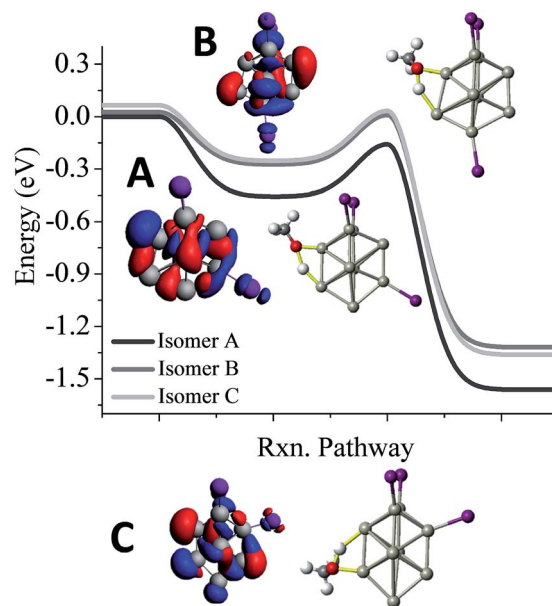 B
0.3
0.0
-0.3
-0.6
-0.9
-1.2
-1.5
Energy (eV)
A
Isomer A
Isomer B
Isomer C
Rxn. Pathway
C